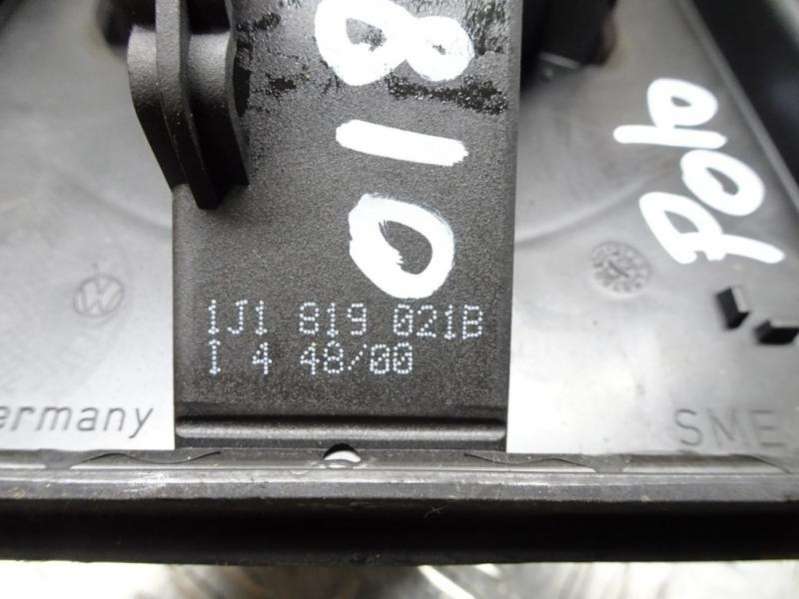 018
Polo
1J1 819 021B
I 4 48/00
ermany
SME